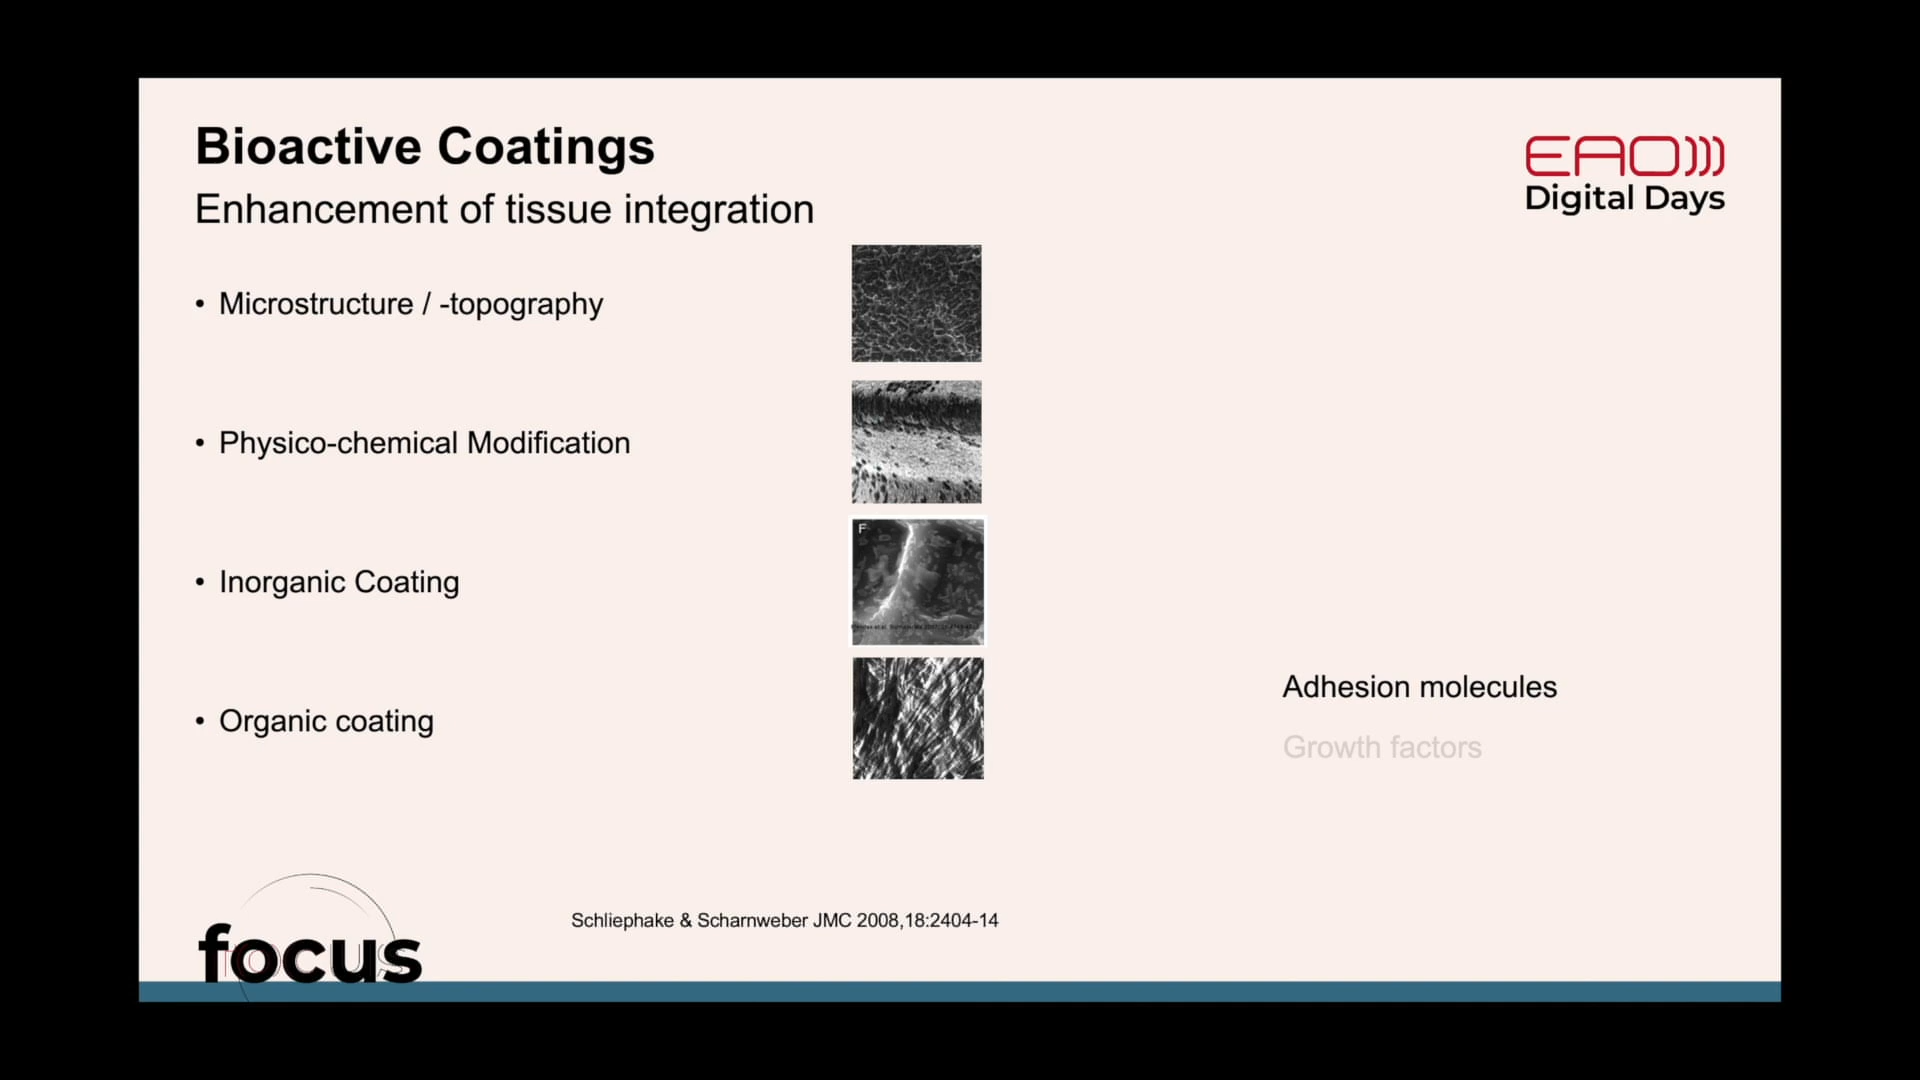 Bioactive Coatings
Enhancement of tissue integration
EAO)))
Digital Days
• Microstructure / -topography
• Physico-chemical Modification
• Inorganic Coating
F
• Organic coating
Adhesion molecules
Growth factors
Schliephake & Scharnweber JMC 2008,18:2404-14
focus